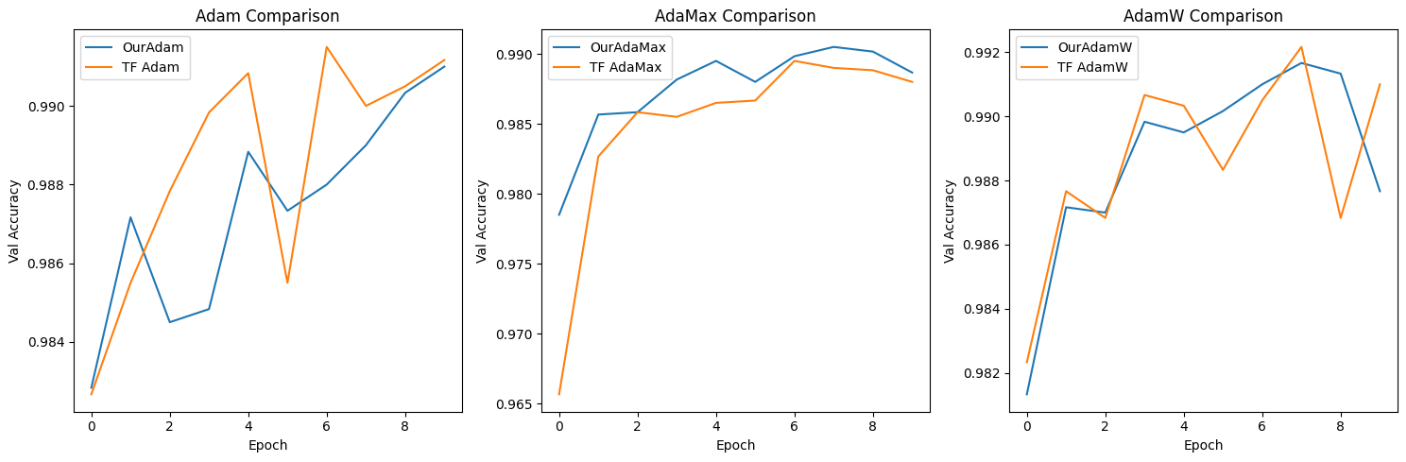 Adam Comparison
OurAdam
TF Adam
0.990
0.988
0.986
0.984
Val Accuracy
0 2 4 6 8
Epoch
AdaMax Comparison
OurAdaMax
TF AdaMax
0.990
0.985
0.980
0.975
0.970
0.965
Val Accuracy
0 2 4 6 8
Epoch
AdamW Comparison
OurAdamW
TF AdamW
0.992
0.990
0.988
0.986
0.984
0.982
Val Accuracy
0 2 4 6 8
Epoch